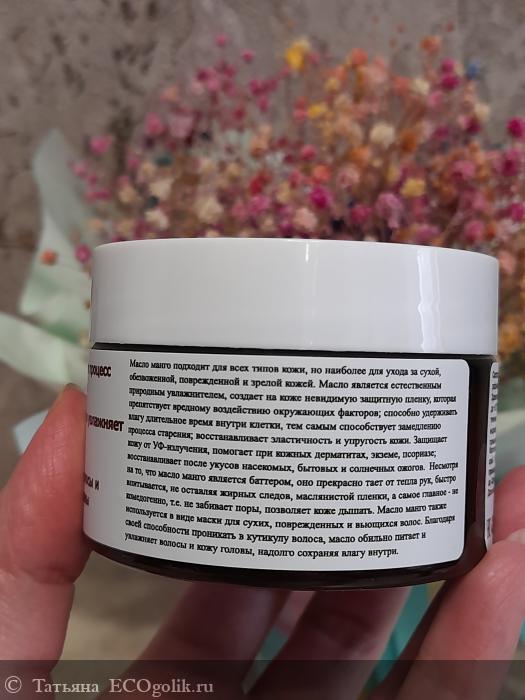 процесс
увлажняет
Масло манго подходит для всех типов кожи, но наиболее для ухода за сухой,
обезвоженной, поврежденной и зрелой кожей. Масло является естественным
природным увлажнителем, создает на коже невидимую защитную пленку, которая
препятствует вредному воздействию окружающих факторов; способно удерживать
влагу длительное время внутри клетки, тем самым способствует замедлению
процесса старения; восстанавливает эластичность и упругость кожи. Защищает
кожу от УФ-излучения, помогает при кожных дерматитах, экземе, псориазе;
восстанавливает после укусов насекомых, бытовых и солнечных ожогов. Несмотря
на то, что масло манго является баттером, оно прекрасно тает от тепла рук, быстро
впитывается, не оставляя жирных следов, маслянистой пленки, а самое главное - не
комедогенно, т.е. не забивает поры, позволяет коже дышать. Масло манго также
используется в виде маски для сухих, поврежденных и вьющихся волос. Благодаря
своей способности проникать в кутикулу волоса, масло обильно питает и
увлажняет волосы и кожу головы, надолго сохраняя влагу внутри.
© Татьяна ECOgolik.ru